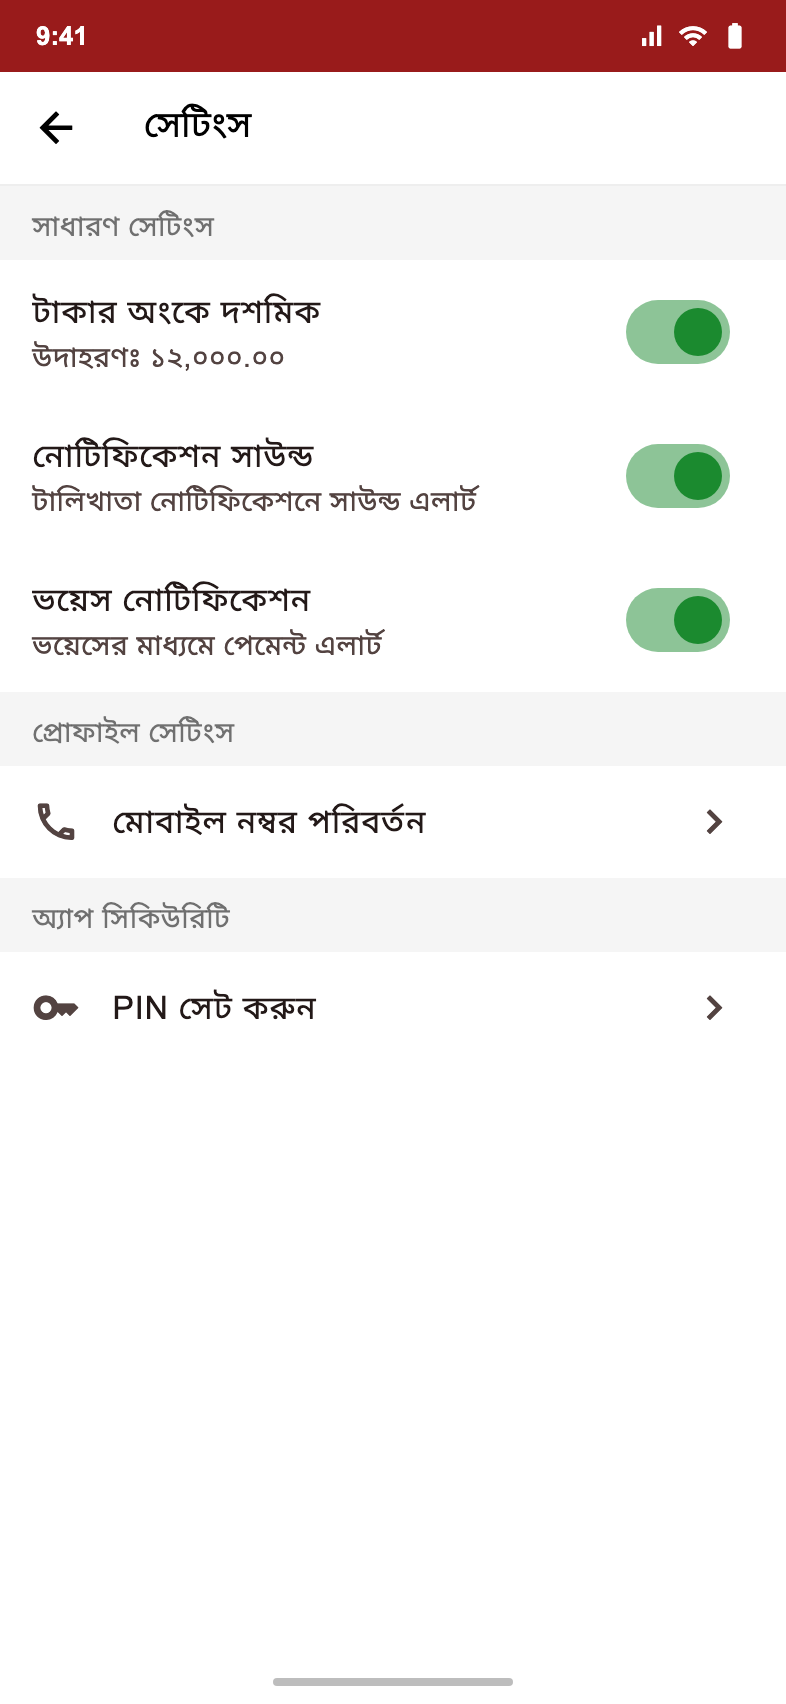 9:41
সেটিংস
সাধারণ সেটিংস
টাকার অংকে দশমিক
উদাহরণঃ ১২,০০০.০০
নোটিফিকেশন সাউন্ড
টালিখাতা নোটিফিকেশনে সাউন্ড এলার্ট
ভয়েস নোটিফিকেশন
ভয়েসের মাধ্যমে পেমেন্ট এলার্ট
প্রোফাইল সেটিংস
মোবাইল নম্বর পরিবর্তন
অ্যাপ সিকিউরিটি
PIN সেট করুন